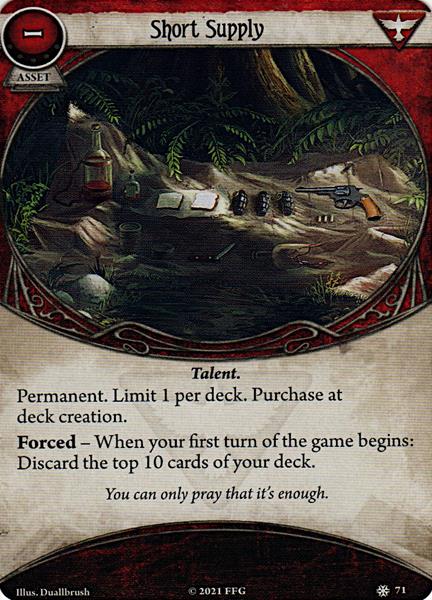 –
Short Supply
ASSET
Talent.
Permanent. Limit 1 per deck. Purchase at
deck creation.
Forced – When your first turn of the game begins:
Discard the top 10 cards of your deck.
You can only pray that it's enough.
Illus. Duallbrush
© 2021 FFG
71